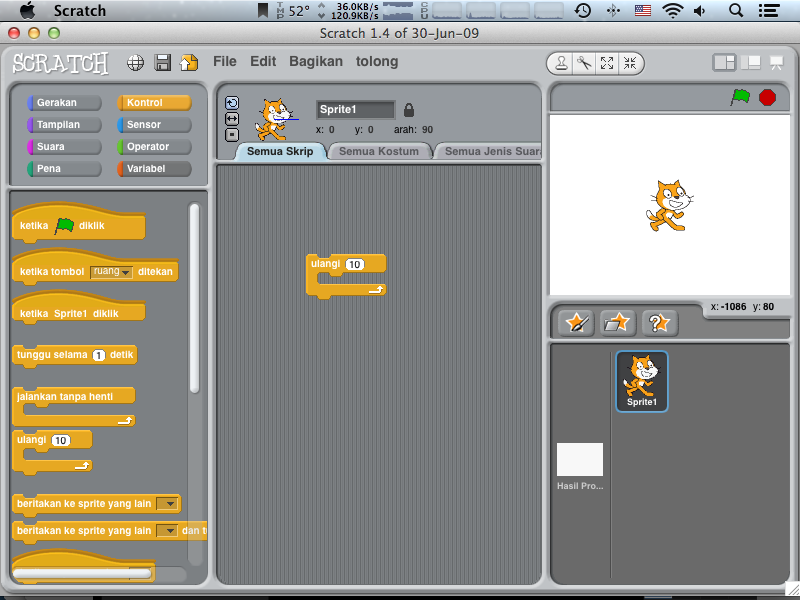 Scratch
TMP 52° 36.0KB/s
120.9KB/s CPU
Scratch 1.4 of 30-Jun-09
SCRATCH File Edit Bagikan tolong
Gerakan Kontrol
Tampilan Sensor
Suara Operator
Pena Variabel
Sprite1
x: 0 y: 0 arah: 90
Semua Skrip Semua Kostum Semua Jenis Suara
ketika diklik
ketika tombol ruang ditekan
ketika Sprite1 diklik
tunggu selama 1 detik
jalankan tanpa henti
ulangi 10
beritakan ke sprite yang lain
beritakan ke sprite yang lain dan tu
ulangi 10
x: -1086 y: 80
Sprite1
Hasil Pro...